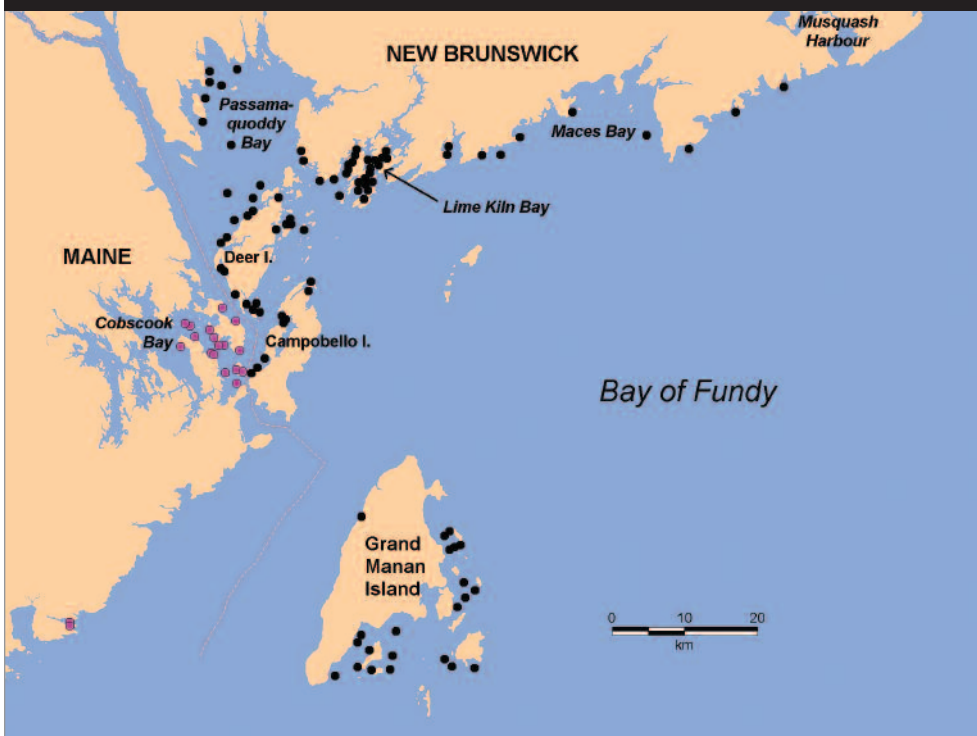 Musquash
Harbour
NEW BRUNSWICK
Passama-
quoddy
Bay
Maces Bay
Lime Kiln Bay
MAINE
Deer I.
Cobscook
Bay
Campobello I.
Bay of Fundy
Grand
Manan
Island
0 10 20
km